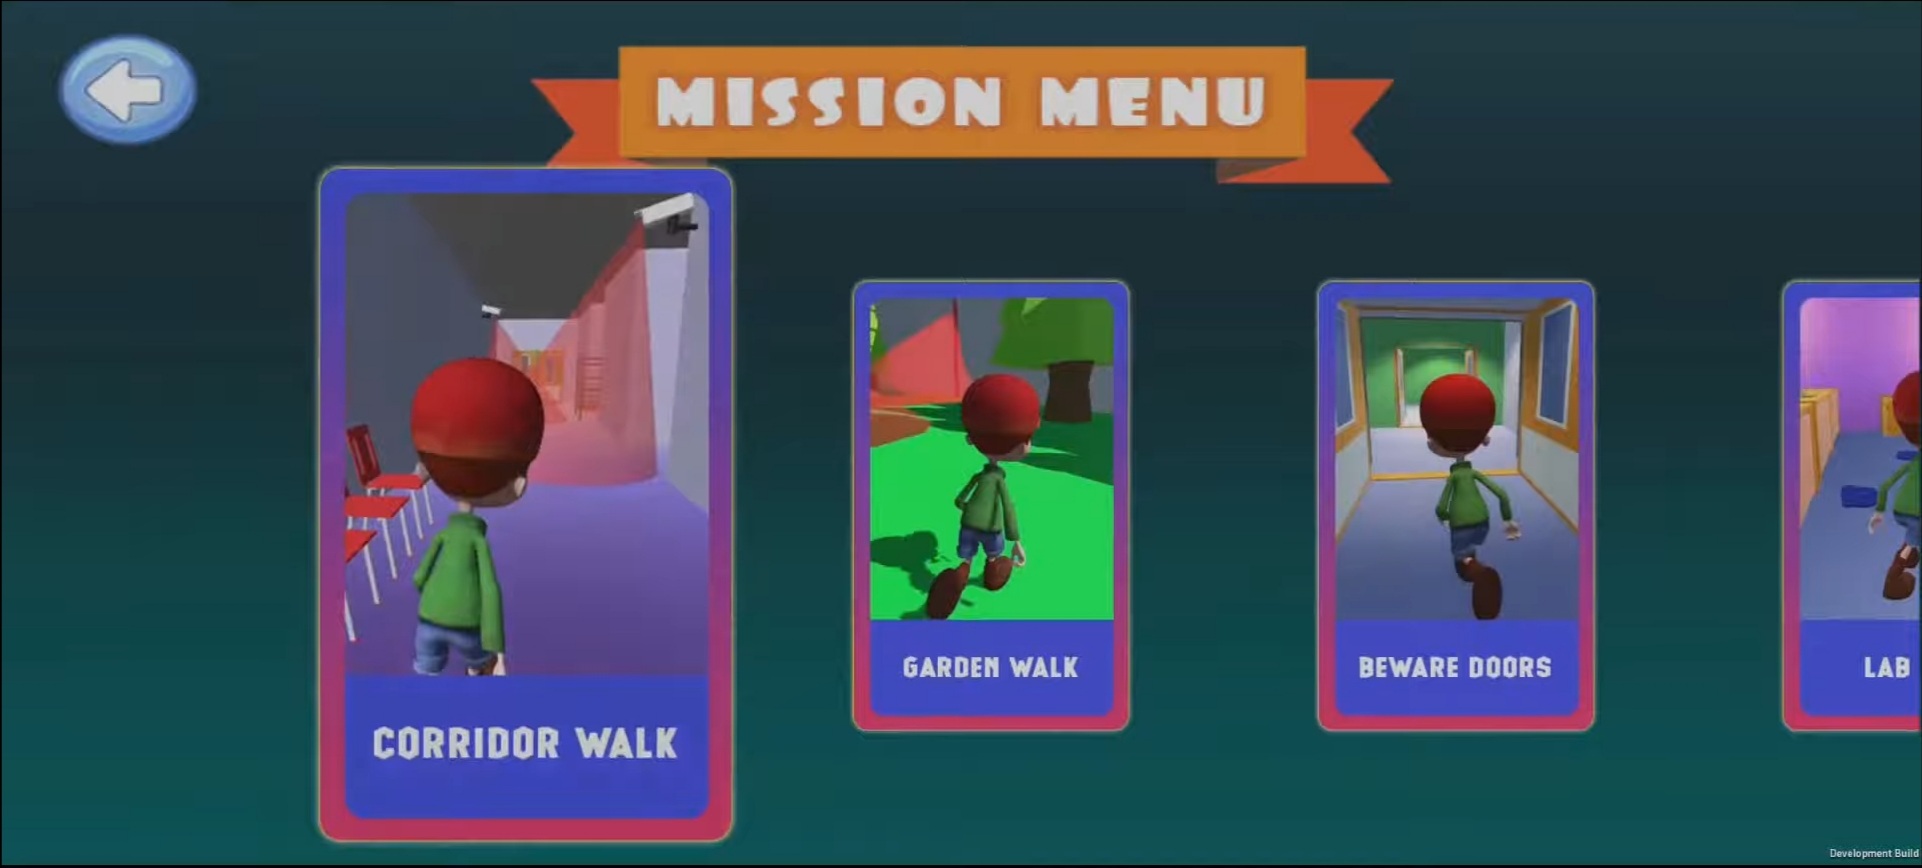 MISSION MENU
CORRIDOR WALK
GARDEN WALK
BEWARE DOORS
LAB
Development Build